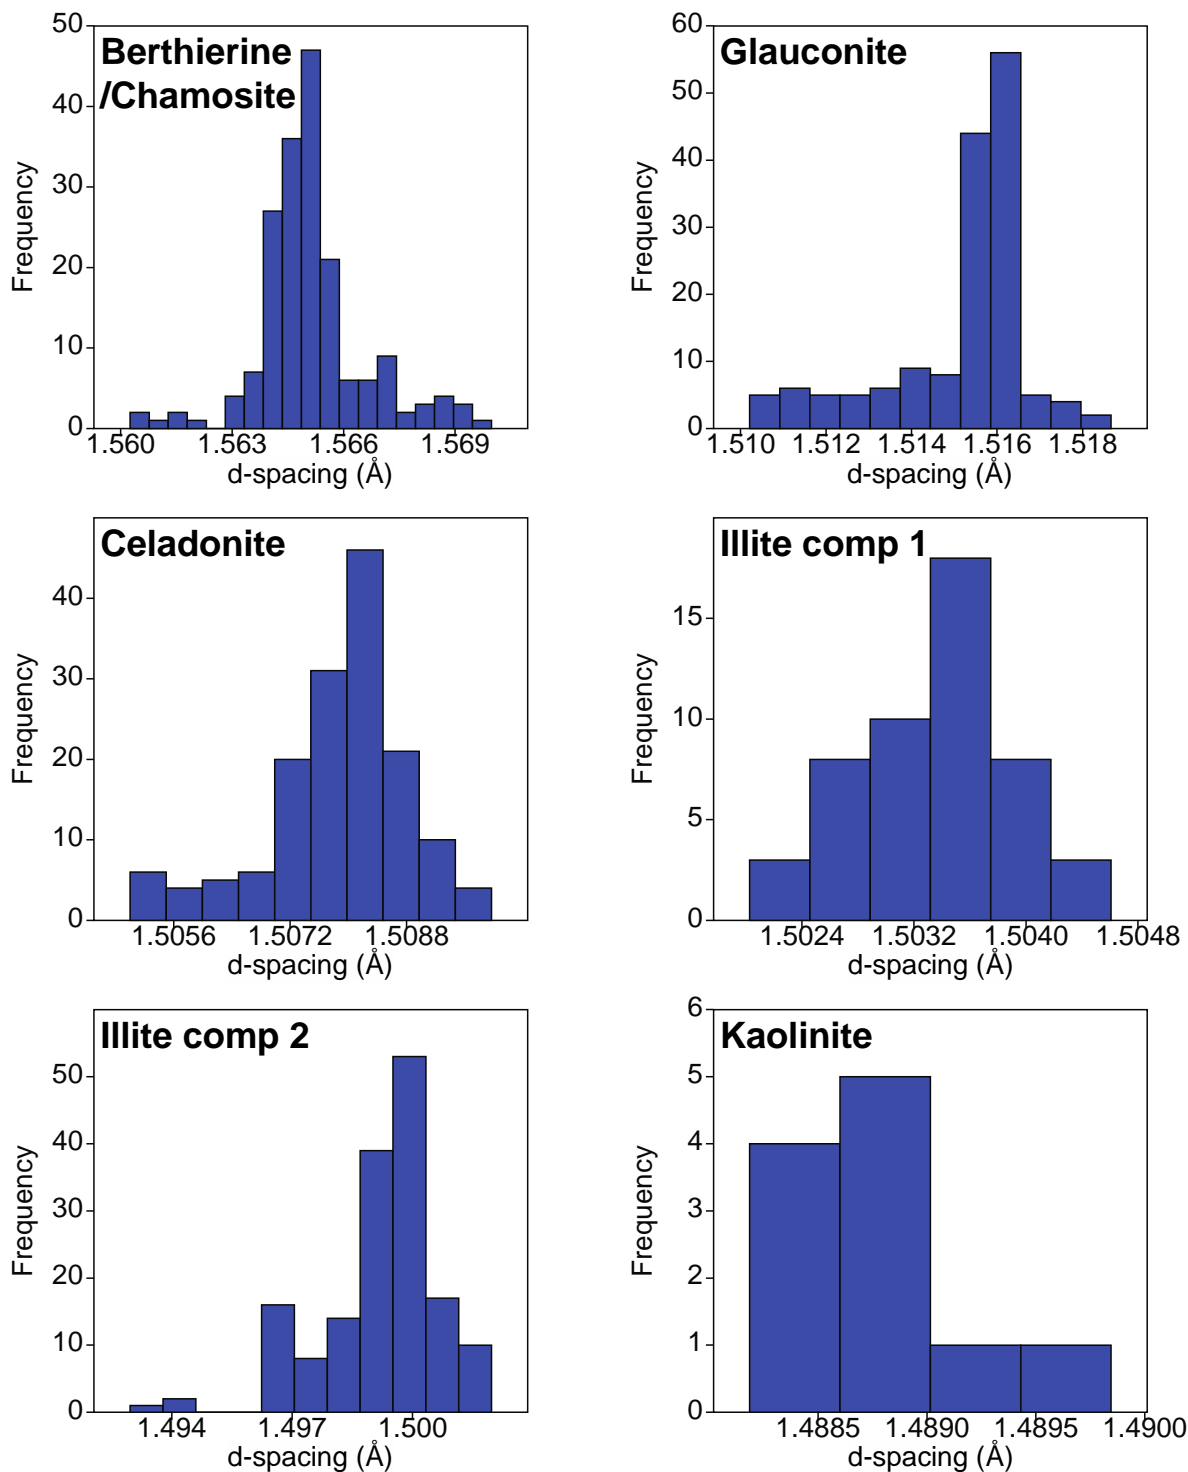 Berthierine
/Chamosite
Frequency
50
40
30
20
10
0
1.560 1.563 1.566 1.569
d-spacing (Å)
Glauconite
Frequency
60
50
40
30
20
10
0
1.510 1.512 1.514 1.516 1.518
d-spacing (Å)
Celadonite
Frequency
40
30
20
10
0
1.5056 1.5072 1.5088
d-spacing (Å)
Illite comp 1
Frequency
15
10
5
0
1.5024 1.5032 1.5040 1.5048
d-spacing (Å)
Illite comp 2
Frequency
50
40
30
20
10
0
1.494 1.497 1.500
d-spacing (Å)
Kaolinite
Frequency
6
5
4
3
2
1
0
1.4885 1.4890 1.4895 1.4900
d-spacing (Å)